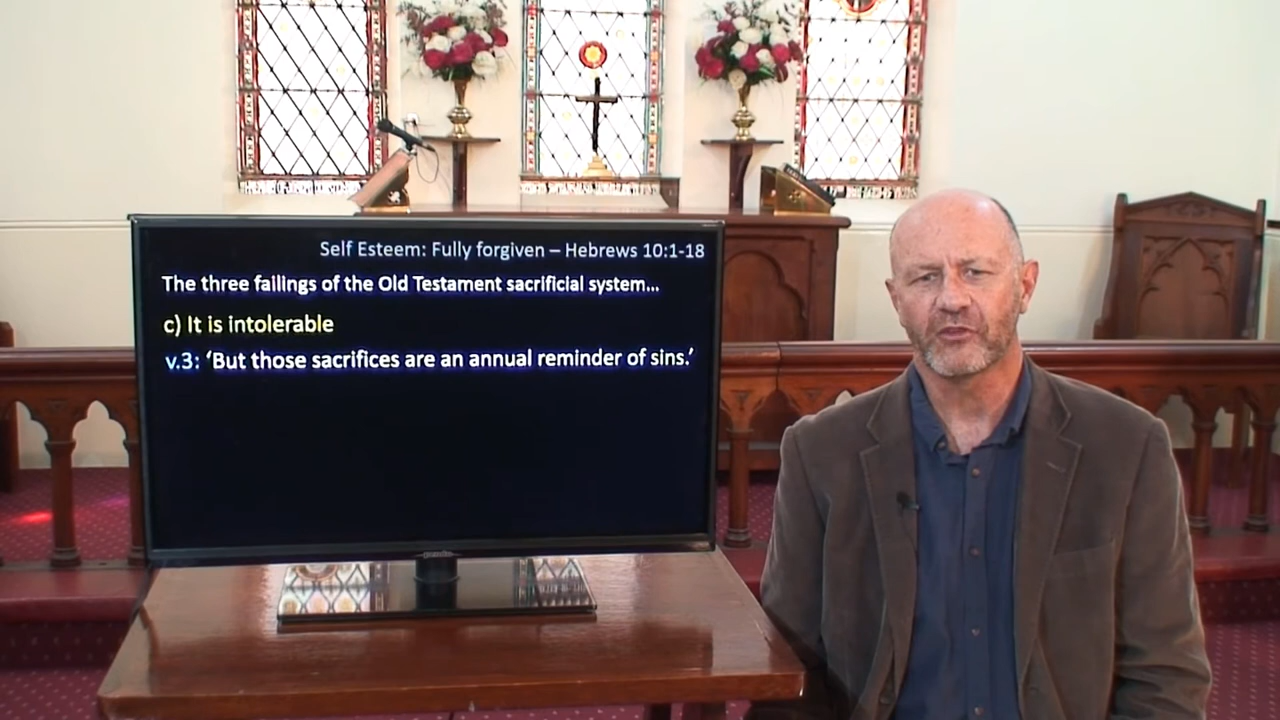 Self Esteem: Fully forgiven – Hebrews 10:1-18
The three failings of the Old Testament sacrificial system...
c) It is intolerable
v.3: ‘But those sacrifices are an annual reminder of sins.’